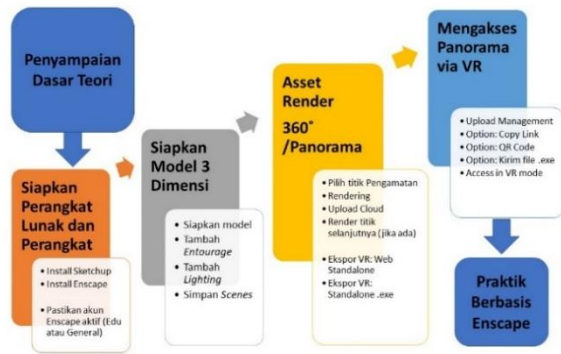 Penyampaian
Dasar Teori
Siapkan
Perangkat
Lunak dan
Perangkat
• Install Sketchup
• Install Enscape
• Pastikan akun
Enscape aktif (Edu
atau General)
Siapkan
Model 3
Dimensi
• Siapkan model
• Tambah
Entourage
• Tambah
Lighting
• Simpan Scenes
Asset
Render
360°
/Panorama
• Pilih titik Pengamatan
• Rendering
• Upload Cloud
• Render titik
selanjutnya (jika ada)
• Ekspor VR: Web
Standalone
• Ekspor VR:
Standalone .exe
Mengakses
Panorama
via VR
• Upload Management
• Option: Copy Link
• Option: QR Code
• Option: Kirim file .exe
• Access in VR mode
Praktik
Berbasis
Enscape